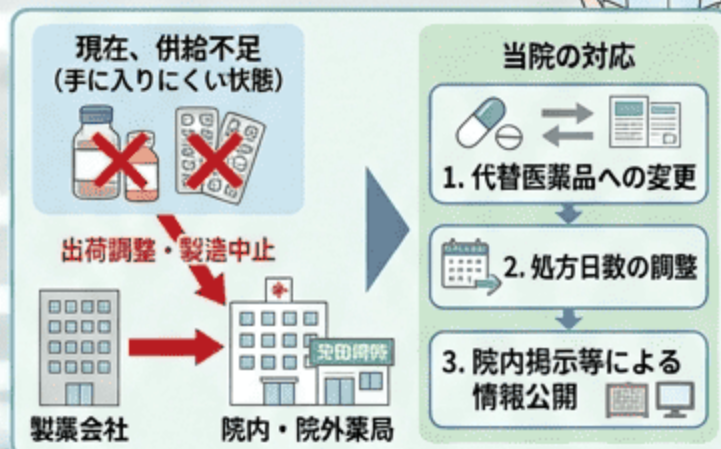 現在、供給不足
(手に入りにくい状態)
出荷調整・製造中止
製薬会社
院内・院外薬局
当院の対応
1. 代替医薬品への変更
2. 処方日数の調整
3. 院内掲示等による
情報公開